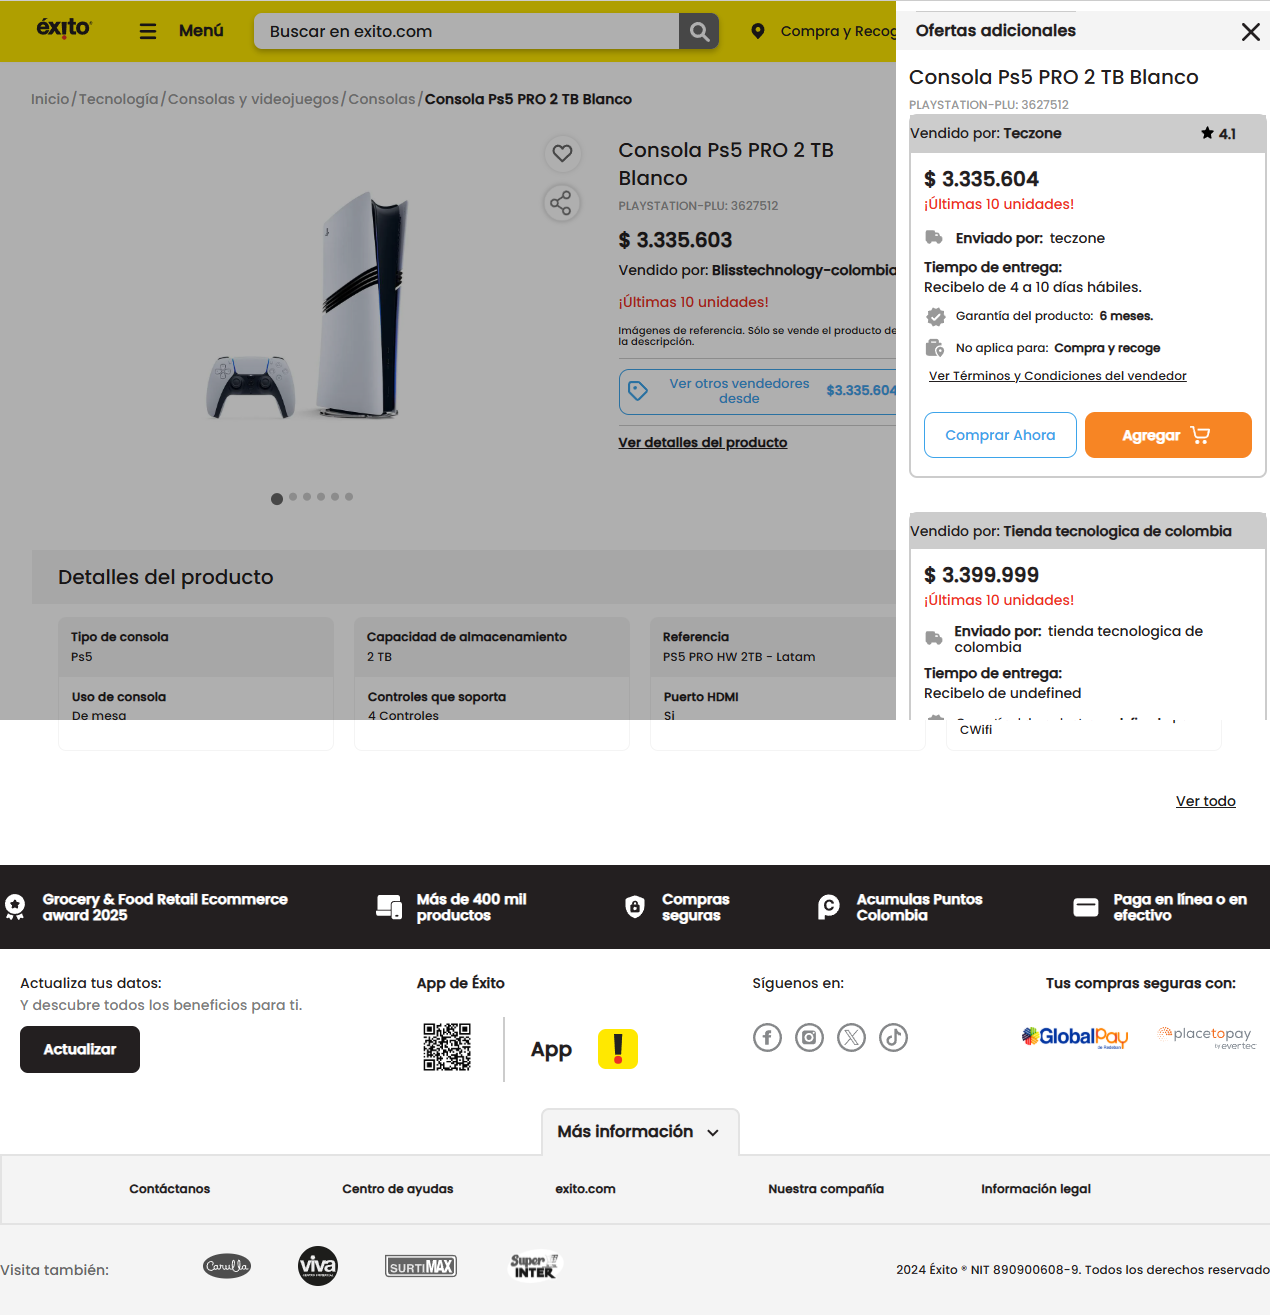 éxito
Menú
Buscar en exito.com
Compra y Recog
Inicio/Tecnología/Consolas y videojuegos/Consolas/Consola Ps5 PRO 2 TB Blanco
Consola Ps5 PRO 2 TB
Blanco
PLAYSTATION-PLU: 3627512
$ 3.335.603
Vendido por: Blisstechnology-colombia
¡Últimas 10 unidades!
Imágenes de referencia. Sólo se vende el producto de
la descripción.
Ver otros vendedores
desde
$3.335.604
Ver detalles del producto
Ofertas adicionales
Consola Ps5 PRO 2 TB Blanco
PLAYSTATION-PLU: 3627512
Vendido por: Teczone
4.1
$ 3.335.604
¡Últimas 10 unidades!
Enviado por: teczone
Tiempo de entrega:
Recibelo de 4 a 10 días hábiles.
Garantía del producto: 6 meses.
No aplica para: Compra y recoge
Ver Términos y Condiciones del vendedor
Comprar Ahora
Agregar
Vendido por: Tienda tecnologica de colombia
$ 3.399.999
¡Últimas 10 unidades!
Enviado por: tienda tecnologica de
colombia
Tiempo de entrega:
Recibelo de undefined
Detalles del producto
Tipo de consola
Ps5
Capacidad de almacenamiento
2 TB
Referencia
PS5 PRO HW 2TB - Latam
Uso de consola
De mesa
Controles que soporta
4 Controles
Puerto HDMI
Si
CWifi
Ver todo
Grocery & Food Retail Ecommerce
award 2025
Más de 400 mil
productos
Compras
seguras
Acumulas Puntos
Colombia
Paga en línea o en
efectivo
Actualiza tus datos:
Y descubre todos los beneficios para ti.
Actualizar
App de Éxito
App
Síguenos en:
Tus compras seguras con:
GlobalPay
placetopay
by evertec
Más información
Contáctanos
Centro de ayudas
exito.com
Nuestra compañía
Información legal
Visita también:
Carulla
viva
SURTIMAX
Super
INTER
2024 Éxito ® NIT 890900608-9. Todos los derechos reservado